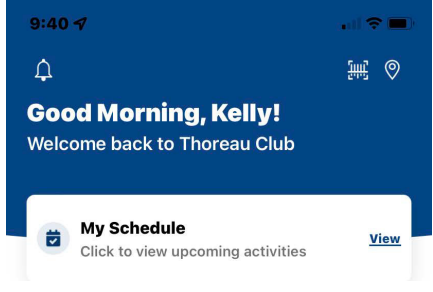 9:40
Good Morning, Kelly!
Welcome back to Thoreau Club
My Schedule
Click to view upcoming activities
View